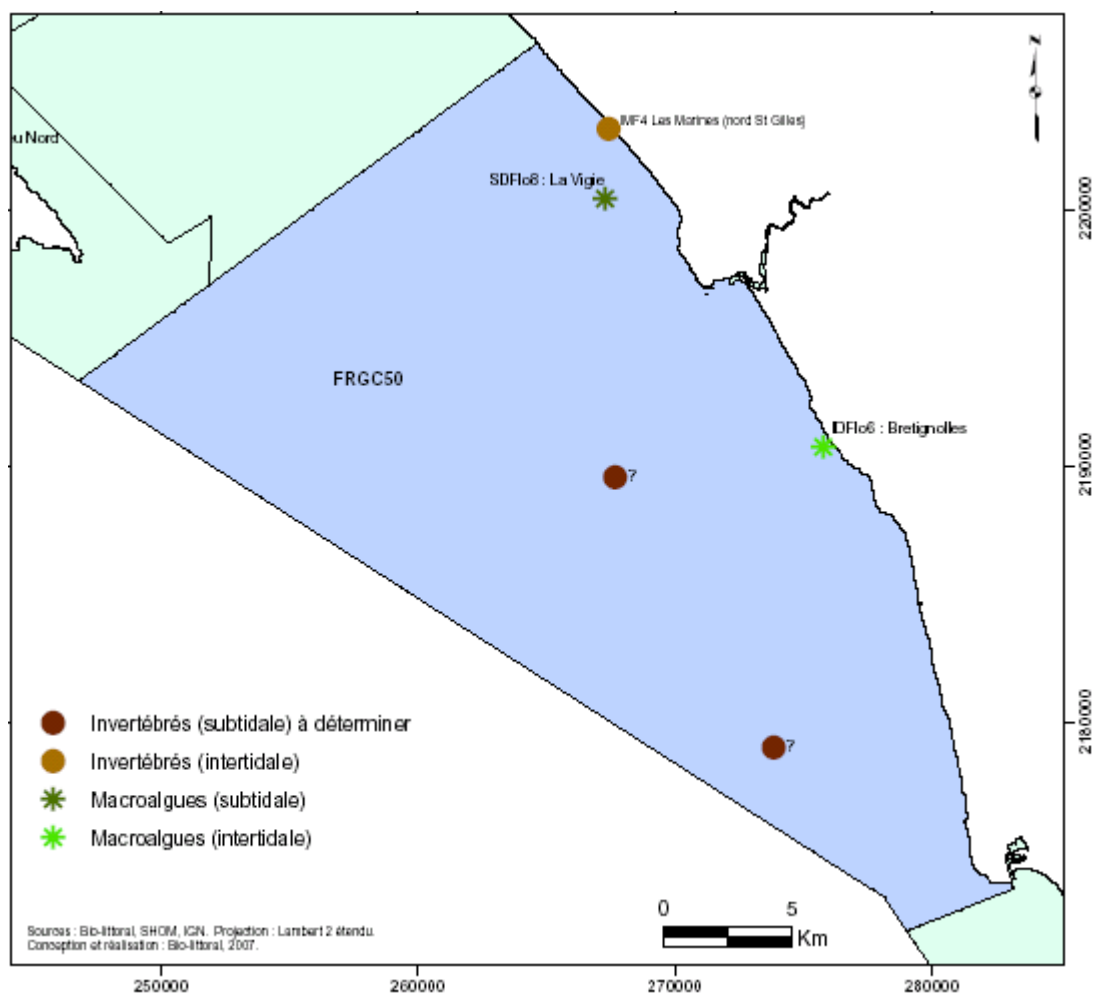 N
IMF4 Les Marines (nord St Gilles)
eu Nord
SDFlo8 : La Vigie
2200000
FRGC50
IDFlo6 : Bretignolles
?
2190000
Invertébrés (subtidale) à déterminer
2180000
?
Invertébrés (intertidale)
Macroalgues (subtidale)
Macroalgues (intertidale)
0 5
Km
Sources : Bio-littoral, SHOM, IGN. Projection : Lambert 2 étendu.
Conception et réalisation : Bio-littoral, 2007.
250000 260000 270000 280000